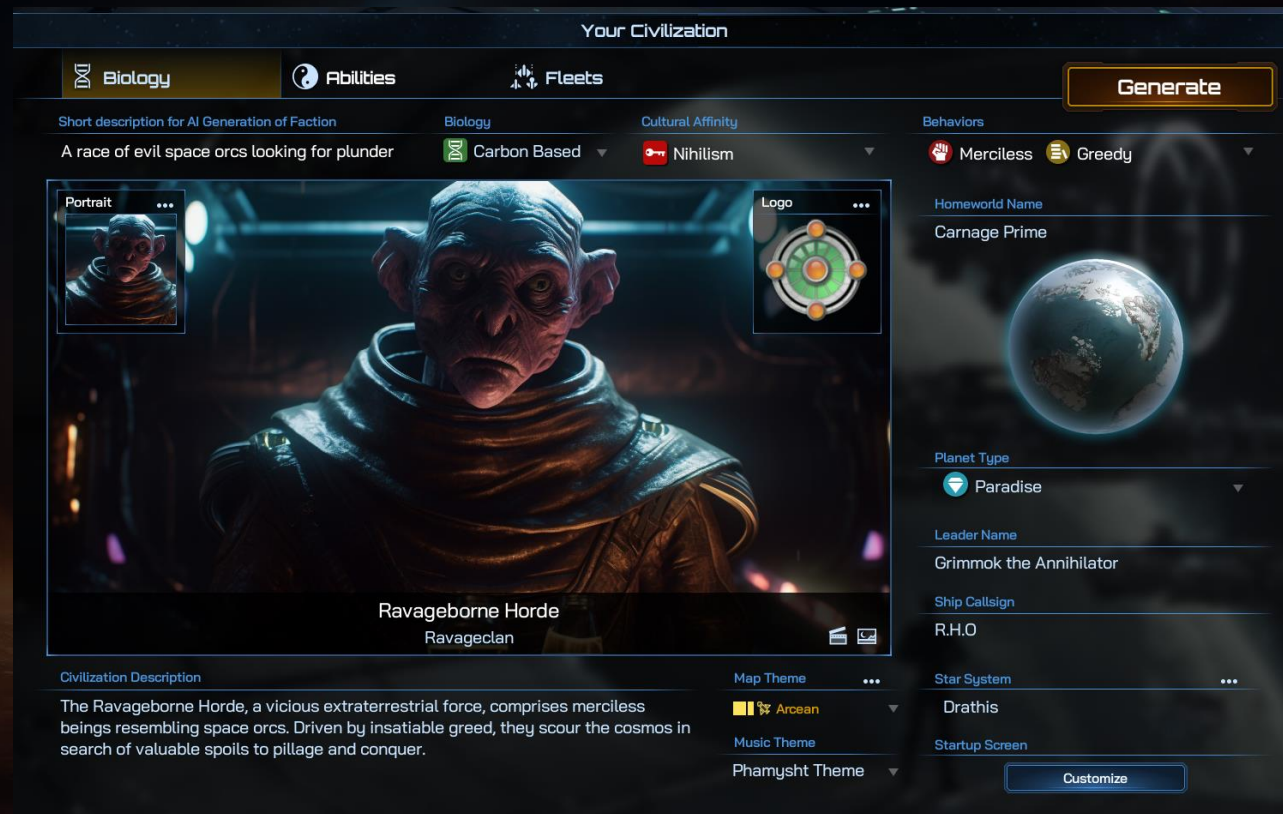 Your Civilization
Biology
Abilities
Fleets
Generate
Short description for AI Generation of Faction
A race of evil space orcs looking for plunder
Biology
Carbon Based
Cultural Affinity
Nihilism
Behaviors
Merciless
Greedy
Portrait
Logo
Ravageborne Horde
Ravageclan
Homeworld Name
Carnage Prime
Planet Type
Paradise
Leader Name
Grimmok the Annihilator
Ship Callsign
R.H.O
Civilization Description
The Ravageborne Horde, a vicious extraterrestrial force, comprises merciless
beings resembling space orcs. Driven by insatiable greed, they scour the cosmos in
search of valuable spoils to pillage and conquer.
Map Theme
Arcean
Music Theme
Phamysht Theme
Star System
Drathis
Startup Screen
Customize